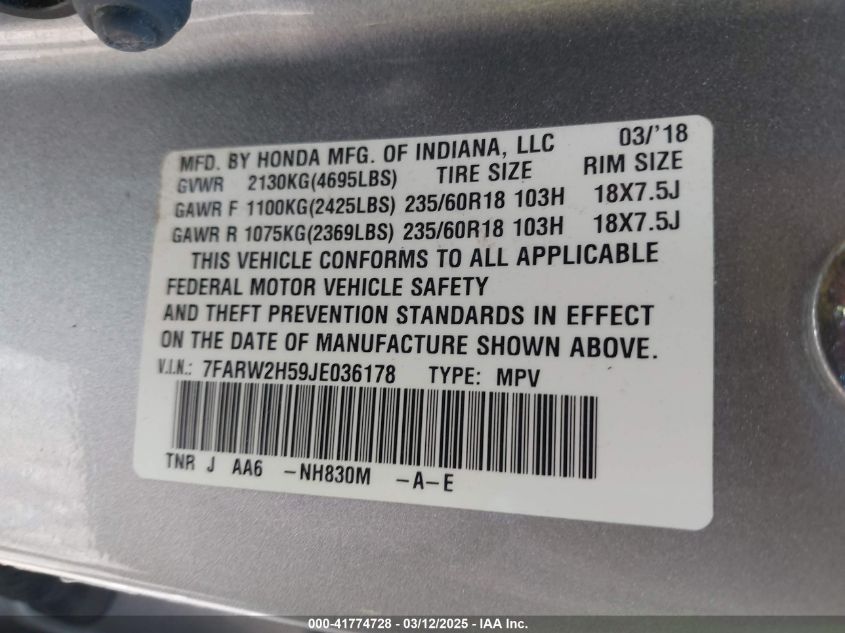 MFD. BY HONDA MFG. OF INDIANA, LLC 03/'18
GVWR 2130KG(4695LBS) TIRE SIZE RIM SIZE
GAWR F 1100KG(2425LBS) 235/60R18 103H 18X7.5J
GAWR R 1075KG(2369LBS) 235/60R18 103H 18X7.5J
THIS VEHICLE CONFORMS TO ALL APPLICABLE
FEDERAL MOTOR VEHICLE SAFETY
AND THEFT PREVENTION STANDARDS IN EFFECT
ON THE DATE OF MANUFACTURE SHOWN ABOVE.
V.I.N.: 7FARW2H59JE036178 TYPE: MPV
TNR J AA6 -NH830M -A-E
000-41774728 - 03/12/2025 - IAA Inc.